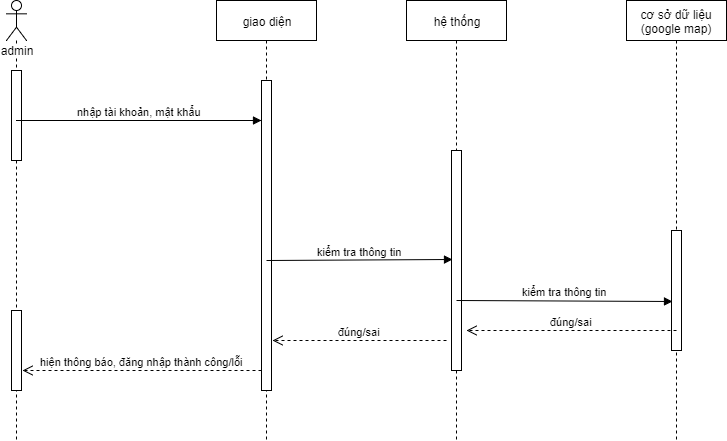 giao diện
hệ thống
cơ sở dữ liệu
(google map)
admin
nhập tài khoản, mật khẩu
kiểm tra thông tin
kiểm tra thông tin
đúng/sai
đúng/sai
hiện thông báo, đăng nhập thành công/lỗi